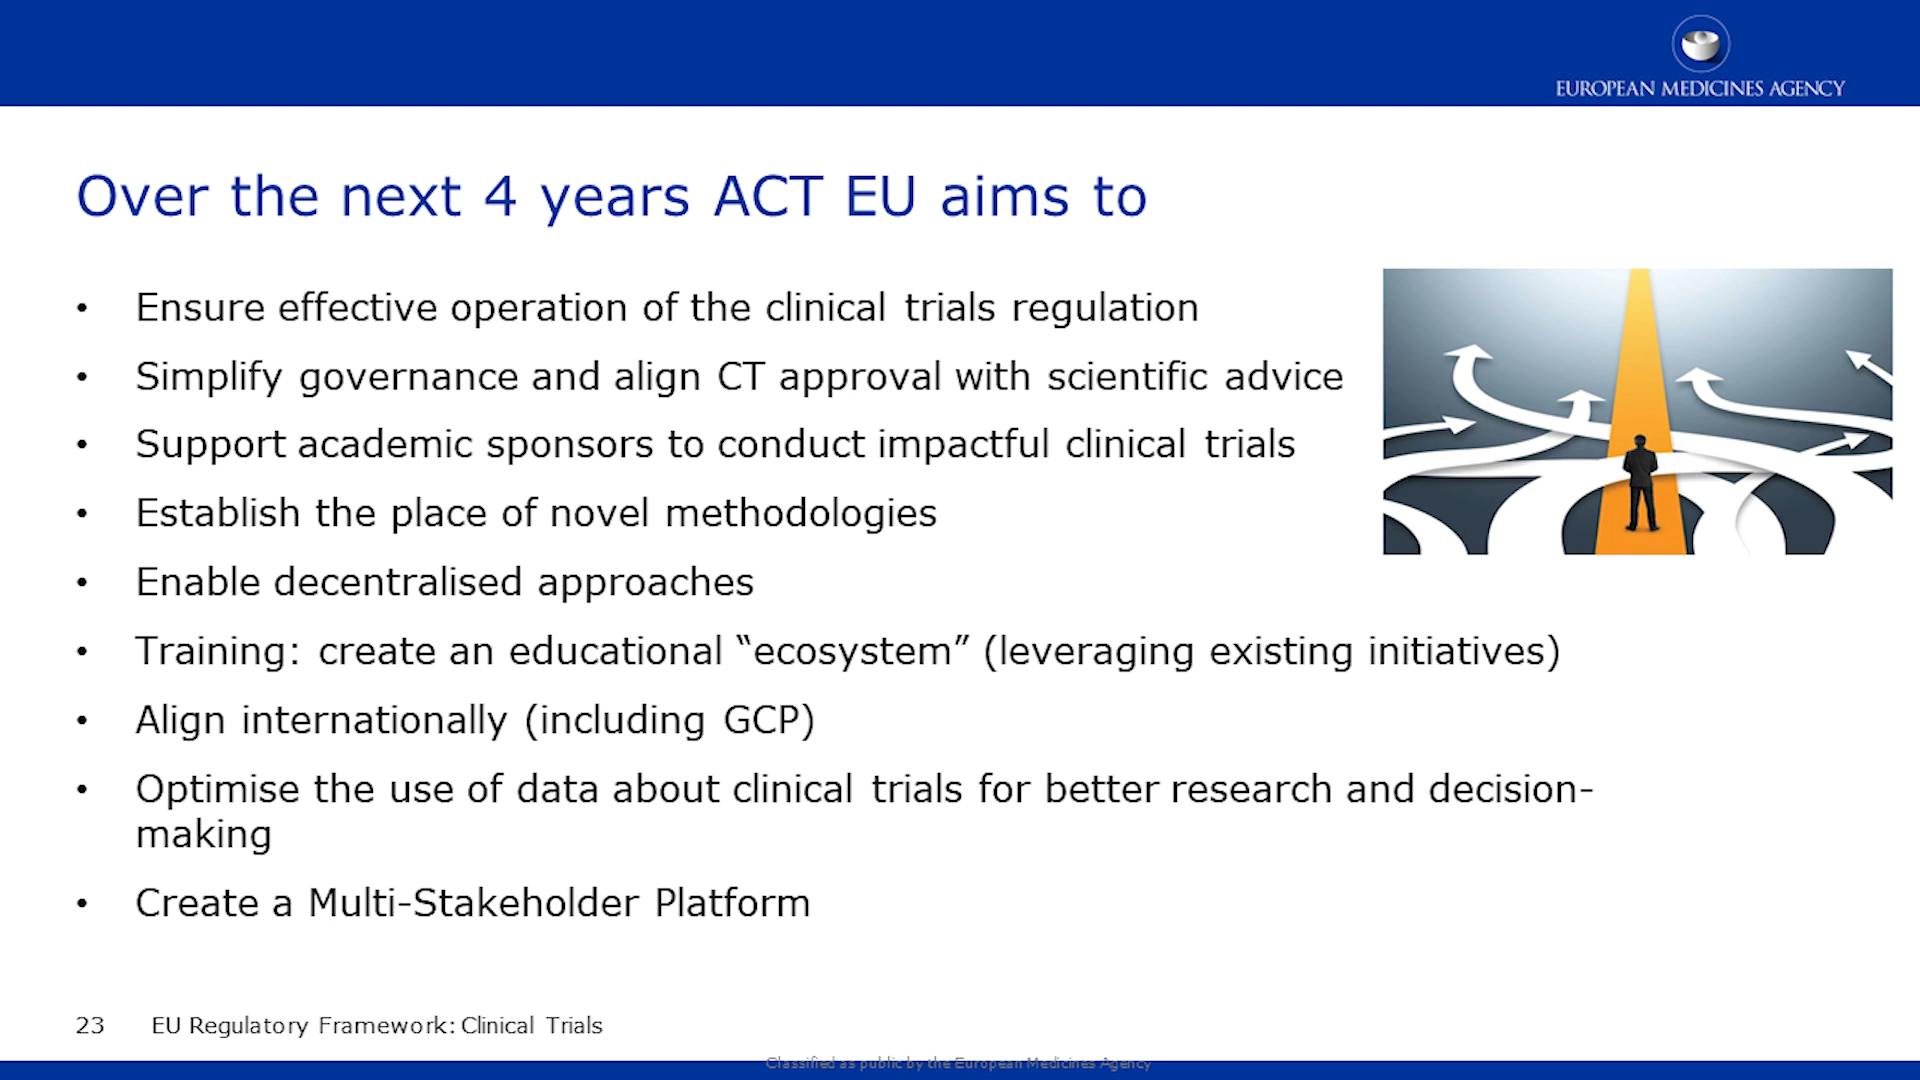 EUROPEAN MEDICINES AGENCY
Over the next 4 years ACT EU aims to
• Ensure effective operation of the clinical trials regulation
• Simplify governance and align CT approval with scientific advice
• Support academic sponsors to conduct impactful clinical trials
• Establish the place of novel methodologies
• Enable decentralised approaches
• Training: create an educational “ecosystem” (leveraging existing initiatives)
• Align internationally (including GCP)
• Optimise the use of data about clinical trials for better research and decision-
making
• Create a Multi-Stakeholder Platform
23 EU Regulatory Framework: Clinical Trials
Classified as public by the European Medicines Agency